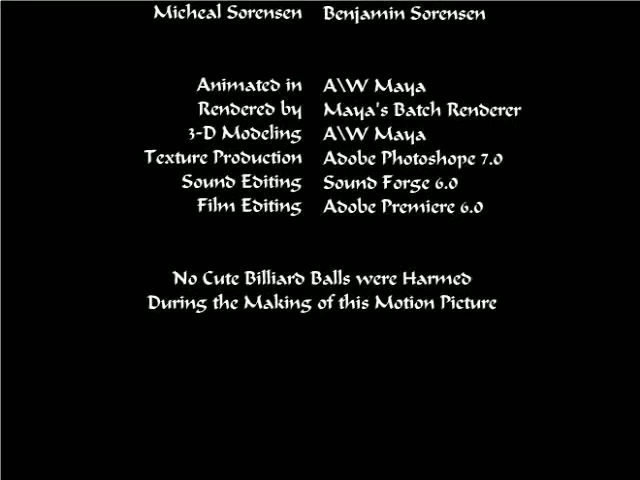 Micheal Sorensen Benjamin Sorensen
Animated in A\W Maya
Rendered by Maya's Batch Renderer
3-D Modeling A\W Maya
Texture Production Adobe Photoshope 7.0
Sound Editing Sound Forge 6.0
Film Editing Adobe Premiere 6.0
No Cute Billiard Balls were Harmed
During the Making of this Motion Picture